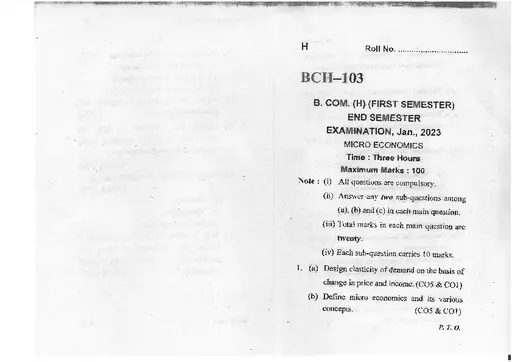 H Roll No. ..............................
BCH–103
B. COM. (H) (FIRST SEMESTER)
END SEMESTER
EXAMINATION, Jan., 2023
MICRO ECONOMICS
Time : Three Hours
Maximum Marks : 100
Note : (i) All questions are compulsory.
(ii) Answer any two sub-questions among
(a), (b) and (c) in each main question.
(iii) Total marks in each main question are
twenty.
(iv) Each sub-question carries 10 marks.
1. (a) Design elasticity of demand on the basis of
change in price and income. (CO5 & CO1)
(b) Define micro economics and its various
concepts. (CO5 & CO1)
P. T. O.